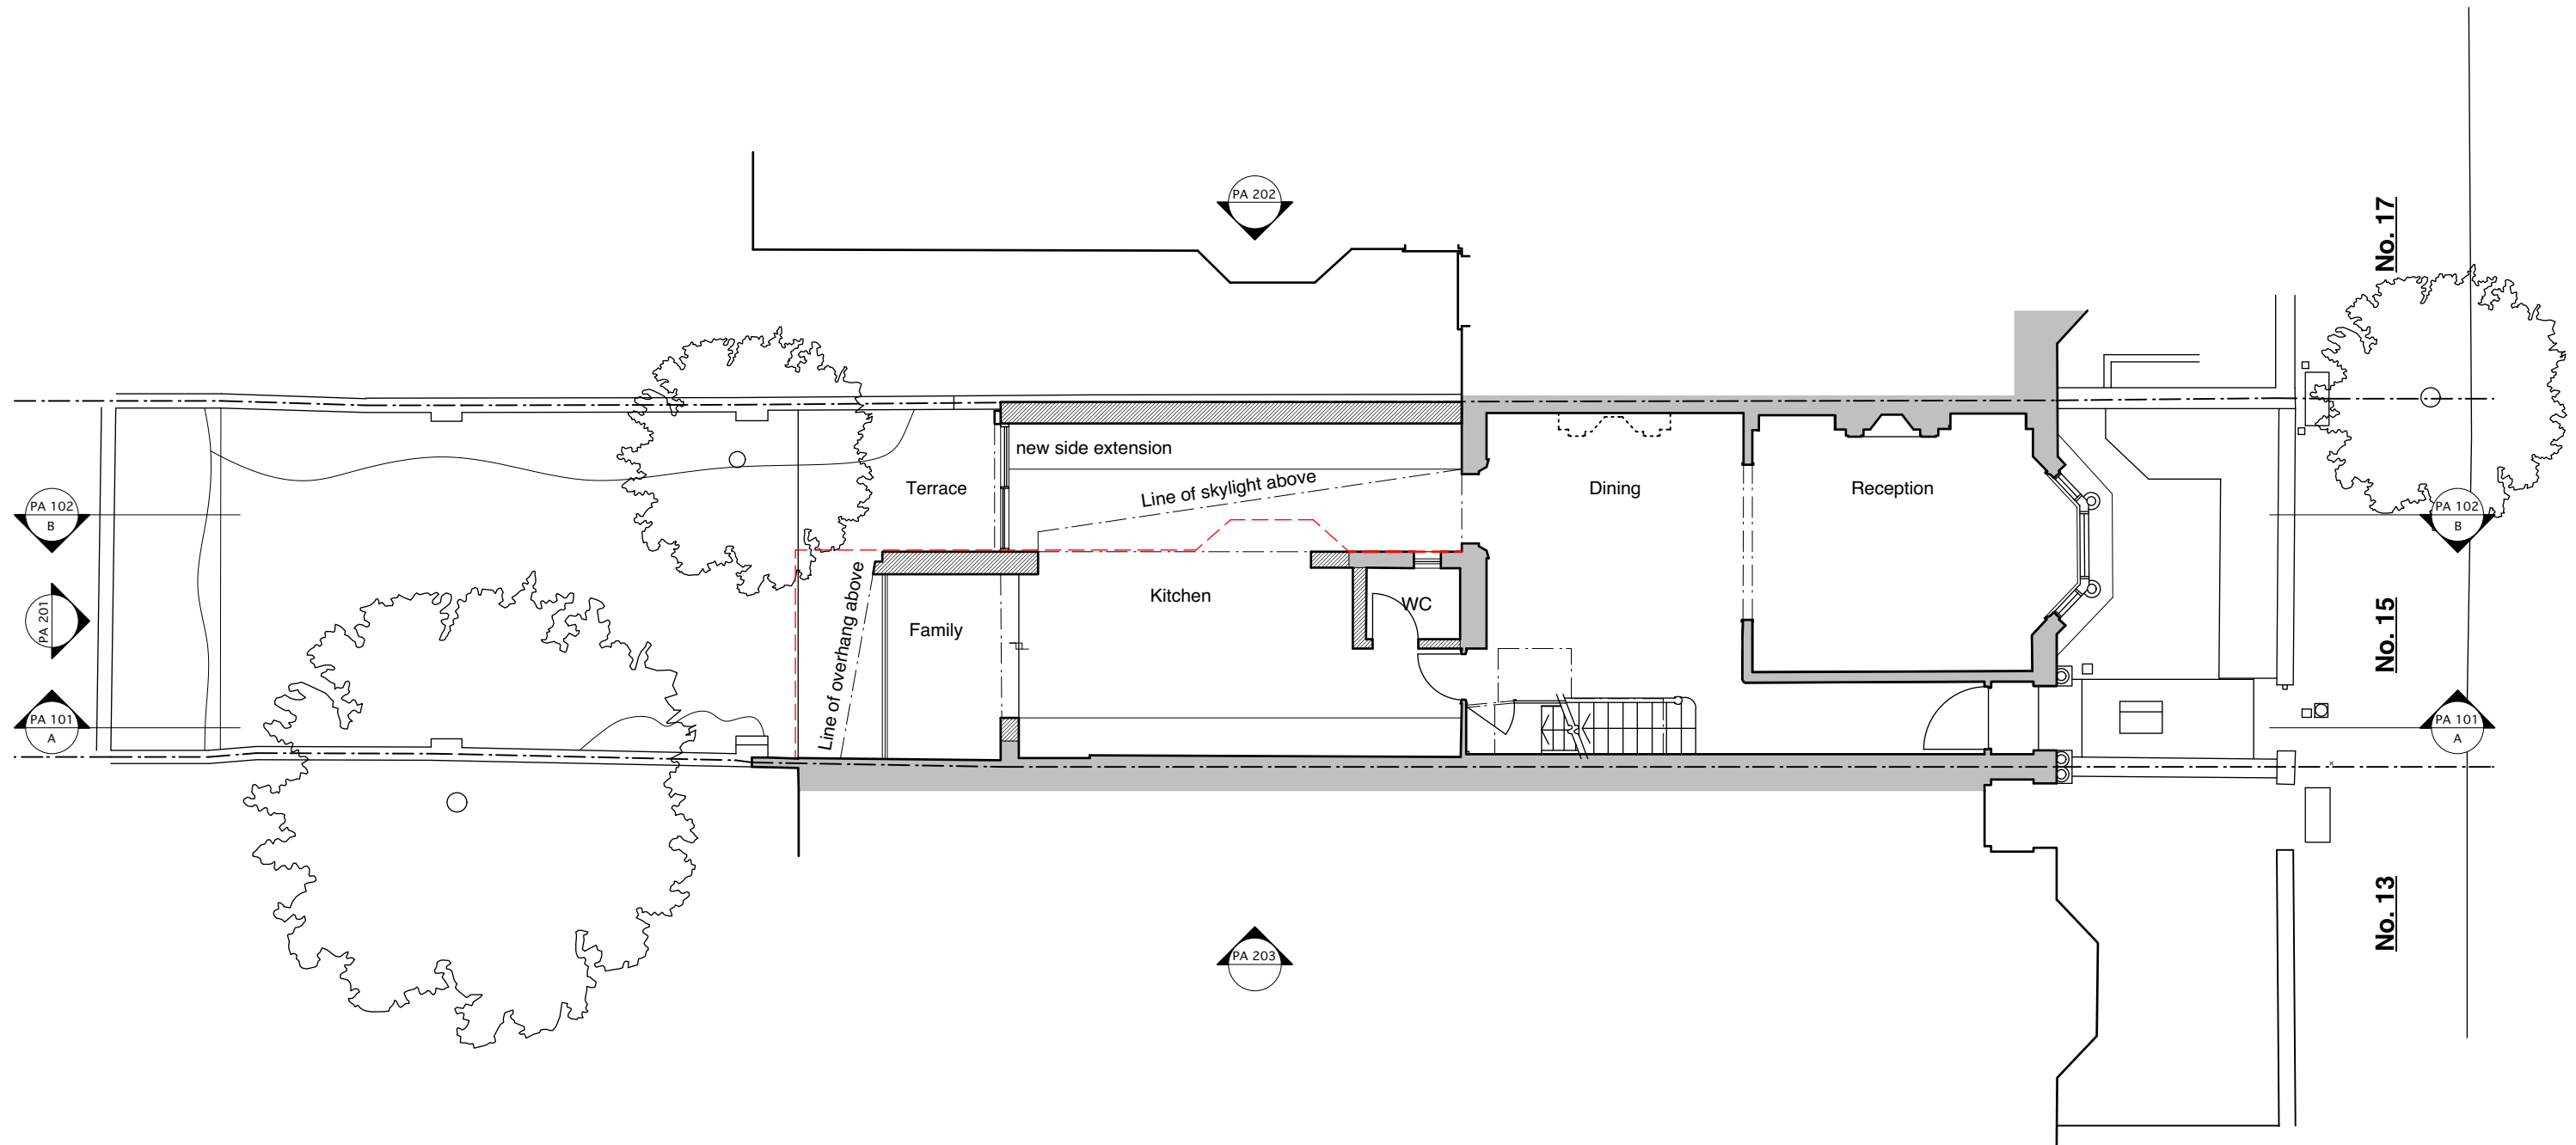 PA 202
No. 17
new side extension
Line of skylight above
Terrace
Dining
Reception
PA 102
B
PA 102
B
Kitchen
WC
Family
Line of overhang above
PA 201
No. 15
PA 101
A
PA 101
A
No. 13
PA 203